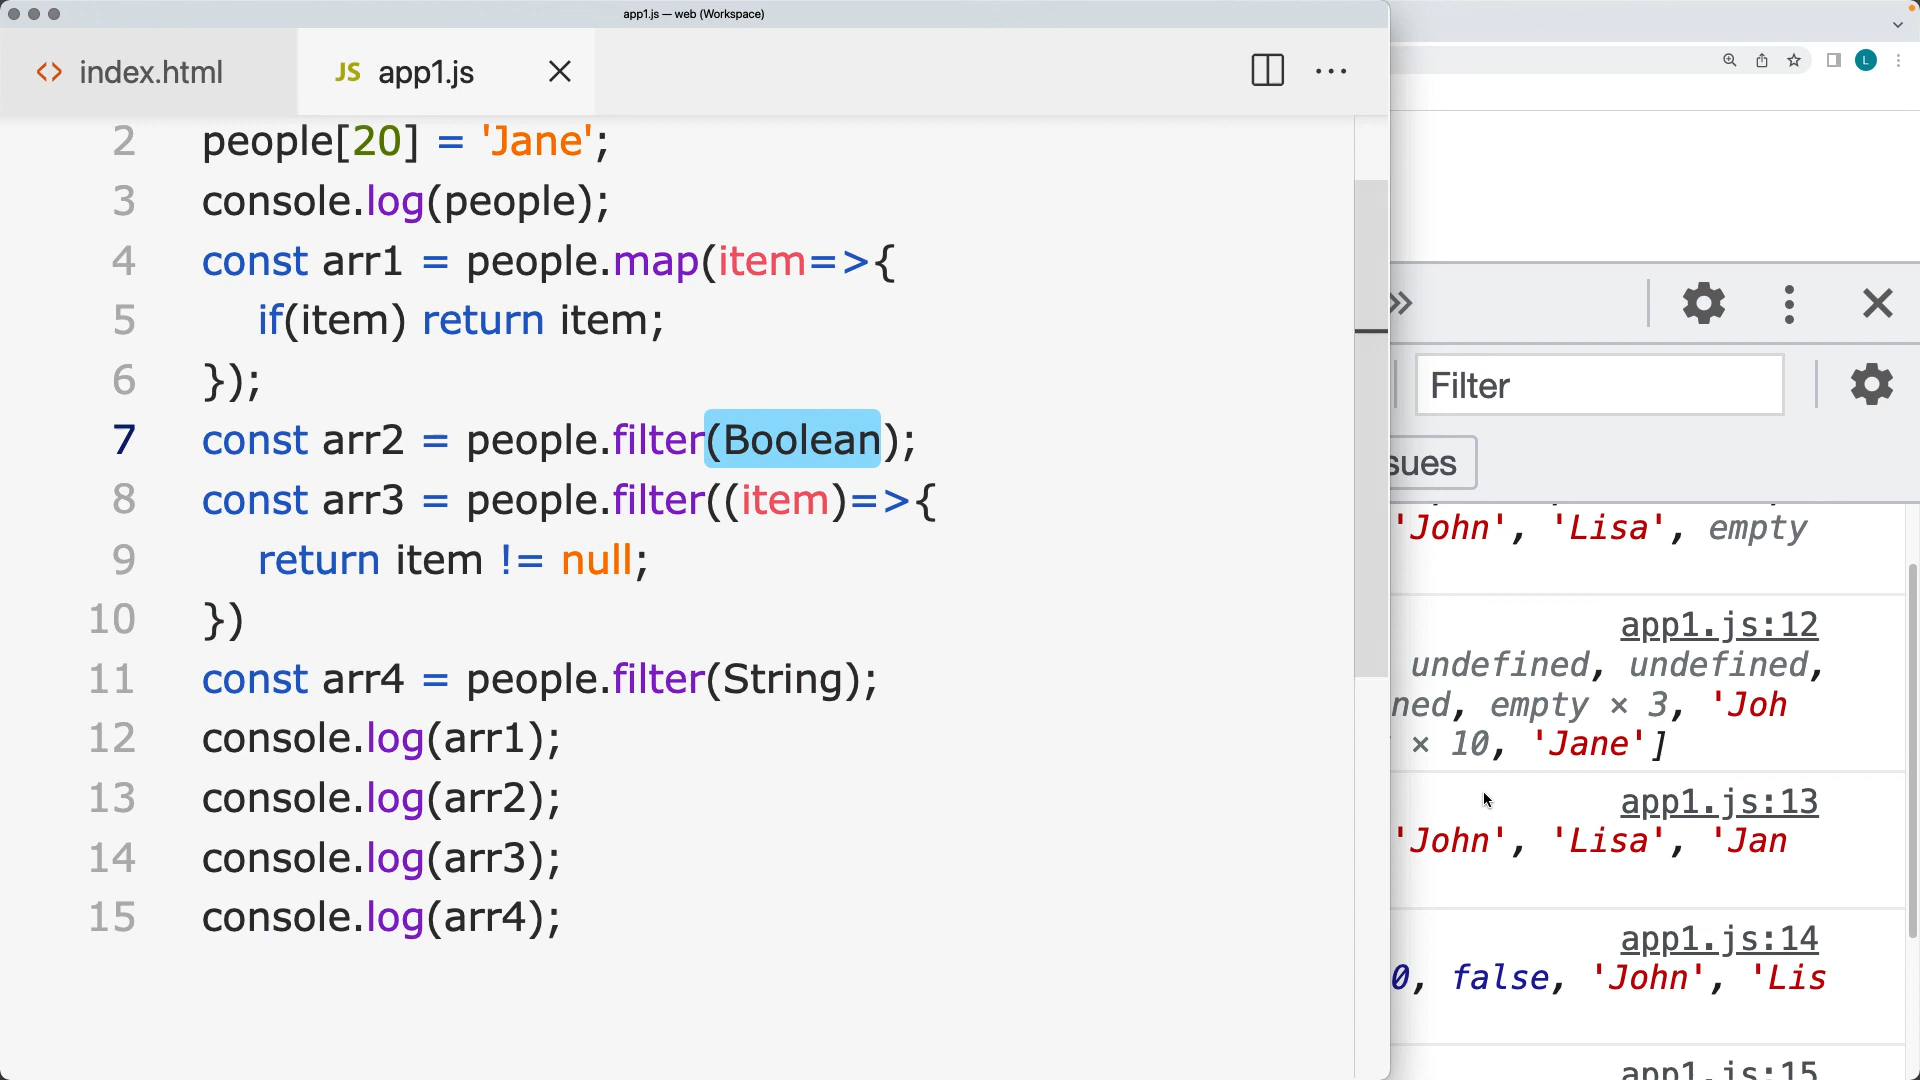 app1.js — web (Workspace)
<> index.html
JS app1.js
2 people[20] = 'Jane';
3 console.log(people);
4 const arr1 = people.map(item=>{
5 if(item) return item;
6 });
7 const arr2 = people.filter(Boolean);
8 const arr3 = people.filter((item)=>{
9 return item != null;
10 })
11 const arr4 = people.filter(String);
12 console.log(arr1);
13 console.log(arr2);
14 console.log(arr3);
15 console.log(arr4);
L
Filter
sues
'John', 'Lisa', empty
app1.js:12
undefined, undefined,
ned, empty × 3, 'Joh
× 10, 'Jane']
app1.js:13
'John', 'Lisa', 'Jan
app1.js:14
0, false, 'John', 'Lis
app1.js:15